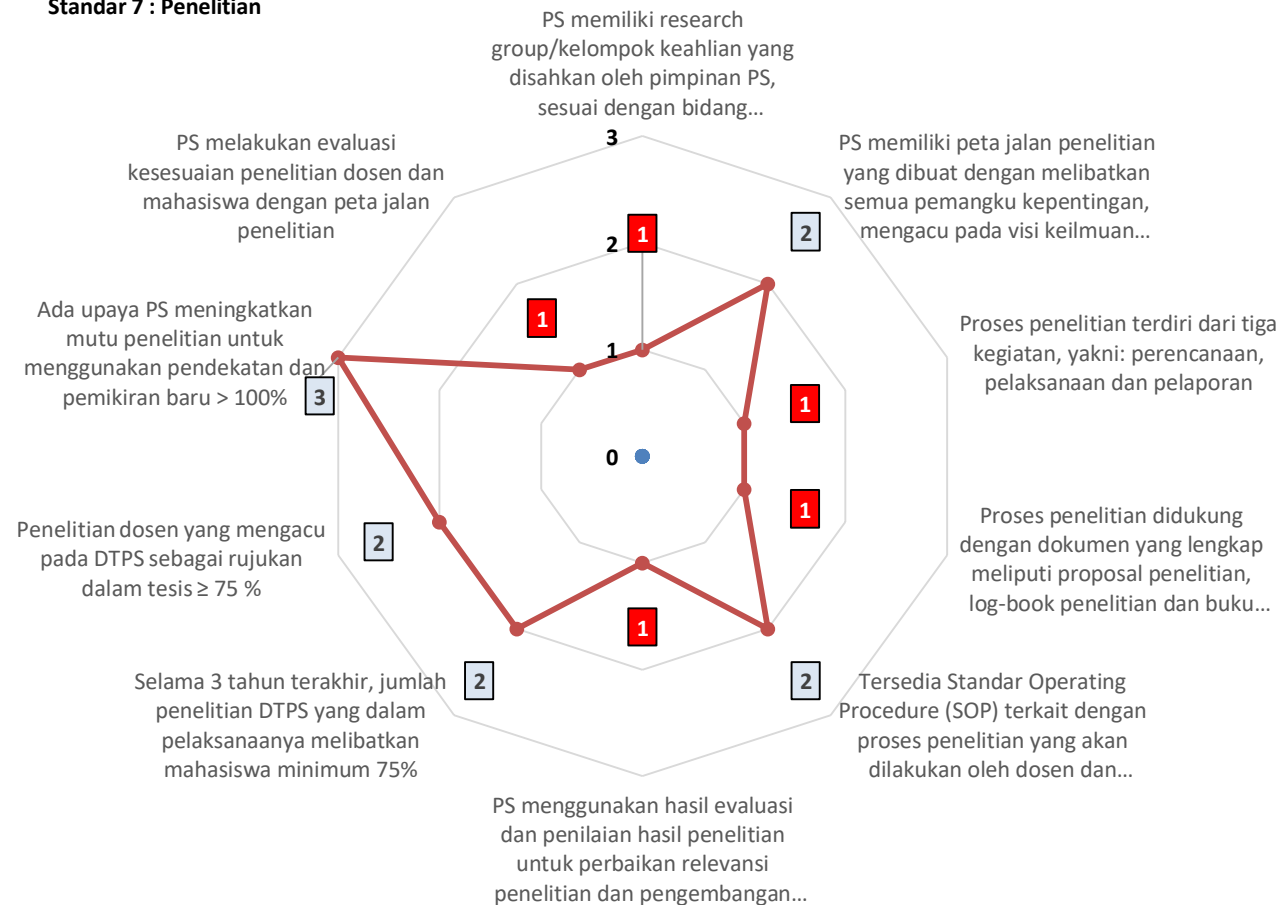 Standar 7 : Penelitian
PS memiliki research
group/kelompok keahlian yang
disahkan oleh pimpinan PS,
sesuai dengan bidang...
PS memiliki peta jalan penelitian
yang dibuat dengan melibatkan
semua pemangku kepentingan,
mengacu pada visi keilmuan...
Proses penelitian terdiri dari tiga
kegiatan, yakni: perencanaan,
pelaksanaan dan pelaporan
Proses penelitian didukung
dengan dokumen yang lengkap
meliputi proposal penelitian,
log-book penelitian dan buku...
Tersedia Standar Operating
Procedure (SOP) terkait dengan
proses penelitian yang akan
dilakukan oleh dosen dan...
PS menggunakan hasil evaluasi
dan penilaian hasil penelitian
untuk perbaikan relevansi
penelitian dan pengembangan...
Selama 3 tahun terakhir, jumlah
penelitian DTPS yang dalam
pelaksanaanya melibatkan
mahasiswa minimum 75%
Penelitian dosen yang mengacu
pada DTPS sebagai rujukan
dalam tesis ≥ 75 %
Ada upaya PS meningkatkan
mutu penelitian untuk
menggunakan pendekatan dan
pemikiran baru > 100%
PS melakukan evaluasi
kesesuaian penelitian dosen dan
mahasiswa dengan peta jalan
penelitian
3
2
1
0
1
2
1
1
2
1
2
2
3
1